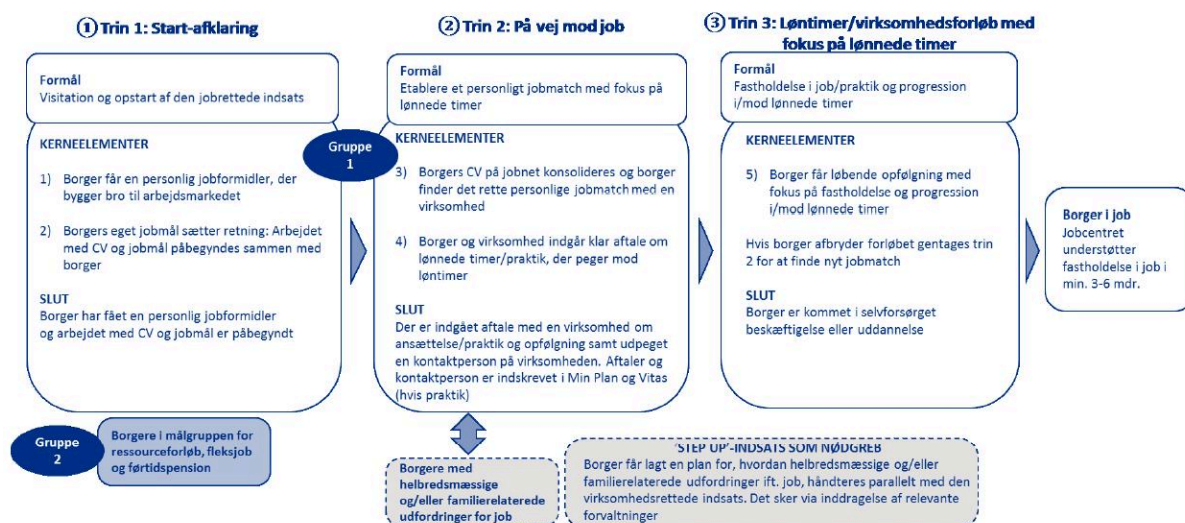 ① Trin 1: Start-afklaring
Formål
Visitation og opstart af den jobrettede indsats
KERNEELEMENTER
1) Borger får en personlig jobformidler, der
bygger bro til arbejdsmarkedet
2) Borgers eget jobmål sætter retning: Arbejdet
med CV og jobmål påbegyndes sammen med
borger
SLUT
Borger har fået en personlig jobformidler
og arbejdet med CV og jobmål er påbegyndt
Gruppe
2
Borgere i målgruppen for
ressourceforløb, fleksjob
og førtidspension
② Trin 2: På vej mod job
Formål
Etablere et personligt jobmatch med fokus på
lønnede timer
Gruppe
1
KERNEELEMENTER
3) Borgers CV på jobnet konsolideres og borger
finder det rette personlige jobmatch med en
virksomhed
4) Borger og virksomhed indgår klar aftale om
lønnede timer/praktik, der peger mod
løntimer
SLUT
Der er indgået aftale med en virksomhed om
ansættelse/praktik og opfølgning samt udpeget
en kontaktperson på virksomheden. Aftaler og
kontaktperson er indskrevet i Min Plan og Vitas
(hvis praktik)
Borgere med
helbredsmæssige
og/eller familierelaterede
udfordringer for job
③ Trin 3: Løntimer/virksomhedsforløb med
fokus på lønnede timer
Formål
Fastholdelse i job/praktik og progression
i/mod lønnede timer
KERNEELEMENTER
5) Borger får løbende opfølgning med
fokus på fastholdelse og progression
i/mod lønnede timer
Hvis borger afbryder forløbet gentages trin
2 for at finde nyt jobmatch
SLUT
Borger er kommet i selvforsørget
beskæftigelse eller uddannelse
Borger i job
Jobcentret
understøtter
fastholdelse i job i
min. 3-6 mdr.
'STEP UP'-INDSATS SOM NØDGREB
Borger får lagt en plan for, hvordan helbredsmæssige og/eller
familierelaterede udfordringer ift. job, håndteres parallelt med den
virksomhedsrettede indsats. Det sker via inddragelse af relevante
forvaltninger